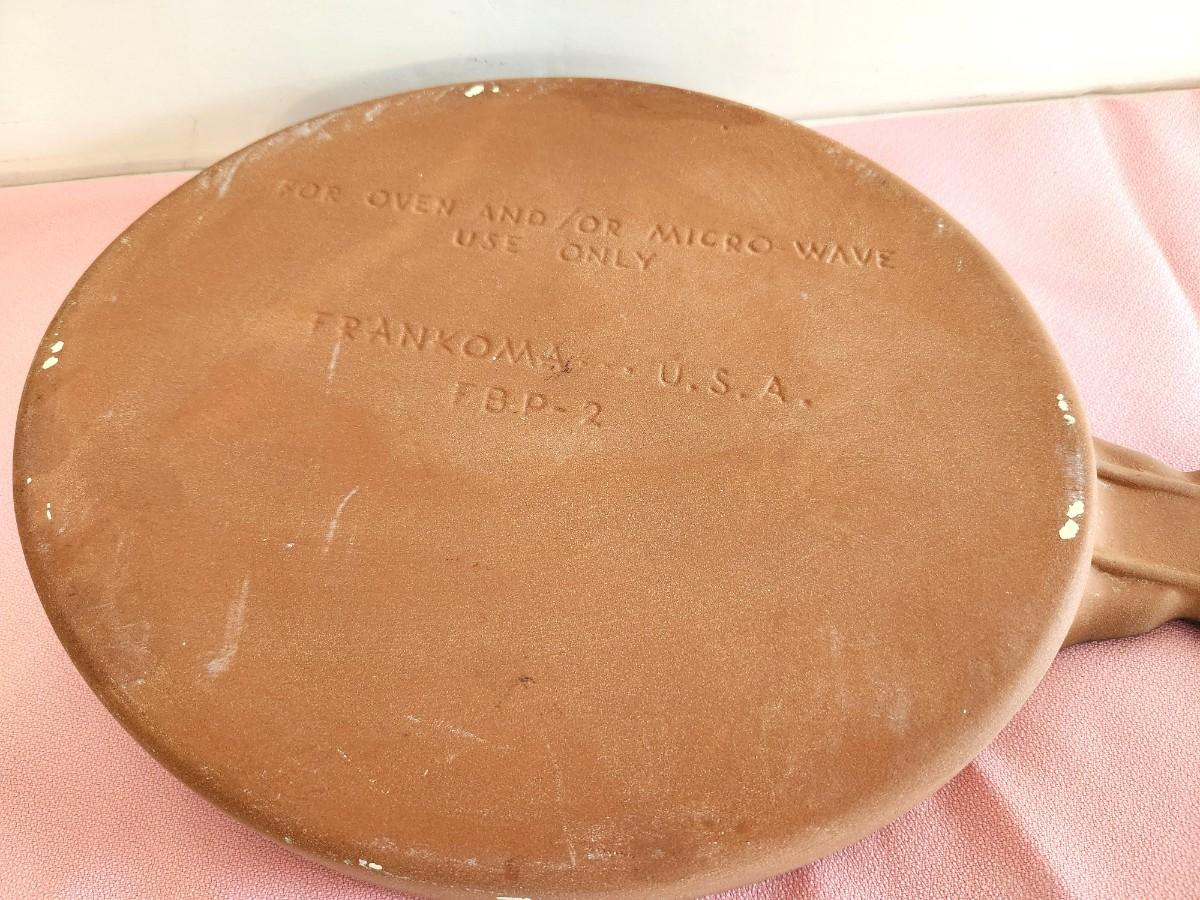 FOR OVEN AND/OR MICRO-WAVE
USE ONLY
FRANKOMA... U.S.A.
FBP-2